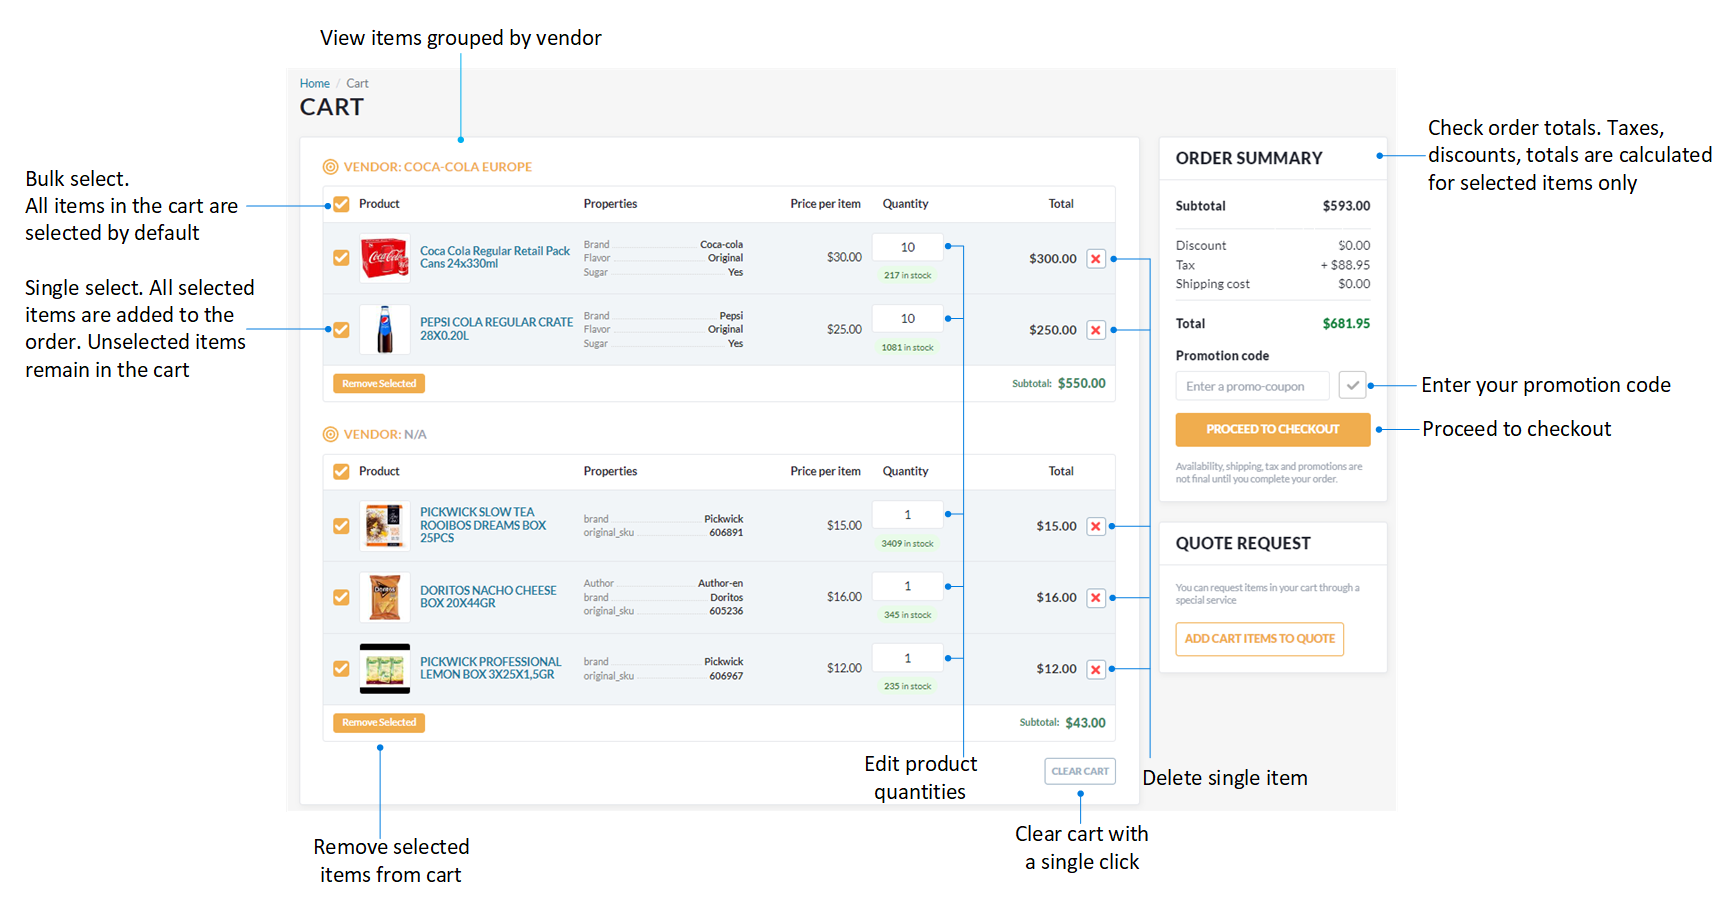 View items grouped by vendor
Home / Cart
CART
Check order totals. Taxes,
discounts, totals are calculated
for selected items only
Bulk select.
All items in the cart are
selected by default
Single select. All selected
items are added to the
order. Unselected items
remain in the cart
VENDOR: COCA-COLA EUROPE
Product Properties Price per item Quantity Total
Coca Cola Regular Retail Pack
Cans 24x330ml
Brand Coca-cola
Flavor Original
Sugar Yes
$30.00
10
217 in stock
$300.00
PEPSI COLA REGULAR CRATE
28X0.20L
Brand Pepsi
Flavor Original
Sugar Yes
$25.00
10
1081 in stock
$250.00
Remove Selected
Subtotal: $550.00
VENDOR: N/A
Product Properties Price per item Quantity Total
PICKWICK SLOW TEA
ROOIBOS DREAMS BOX
25PCS
brand Pickwick
original_sku 606891
$15.00
1
3409 in stock
$15.00
DORITOS NACHO CHEESE
BOX 20X44GR
Author Author-en
brand Doritos
original_sku 605236
$16.00
1
345 in stock
$16.00
PICKWICK PROFESSIONAL
LEMON BOX 3X25X1,5GR
brand Pickwick
original_sku 606967
$12.00
1
235 in stock
$12.00
Remove Selected
Subtotal: $43.00
CLEAR CART
ORDER SUMMARY
Subtotal $593.00
Discount $0.00
Tax + $88.95
Shipping cost $0.00
Total $681.95
Promotion code
Enter a promo-coupon
PROCEED TO CHECKOUT
Availability, shipping, tax and promotions are
not final until you complete your order.
QUOTE REQUEST
You can request items in your cart through a
special service
ADD CART ITEMS TO QUOTE
Enter your promotion code
Proceed to checkout
Edit product
quantities
Delete single item
Remove selected
items from cart
Clear cart with
a single click